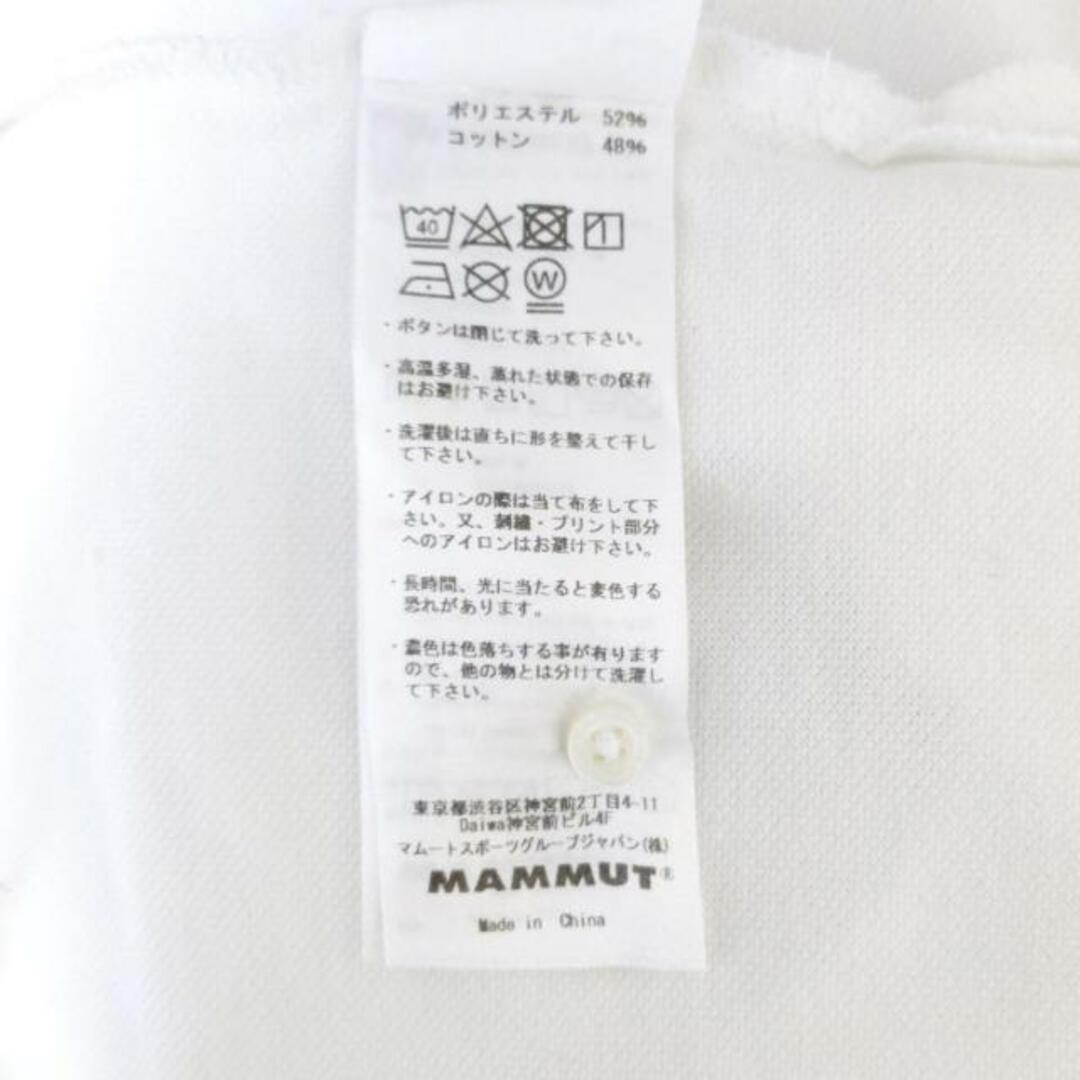 ポリエステル 52%
コットン 48%
40
W
・ボタンは閉じて洗って下さい。
・高温多湿、蒸れた状態での保存
はお避け下さい。
・洗濯後は直ちに形を整えて干し
て下さい。
・アイロンの際は当て布をして下
さい。又、刺繍・プリント部分
へのアイロンはお避け下さい。
・長時間、光に当たると変色する
恐れがあります。
・濃色は色落ちする事が有ります
ので、他の物とは分けて洗濯し
て下さい。
東京都渋谷区神宮前2丁目4-11
Daiwa神宮前ビル4F
マムートスポーツグループジャパン(株)
MAMMUT®
Made in China